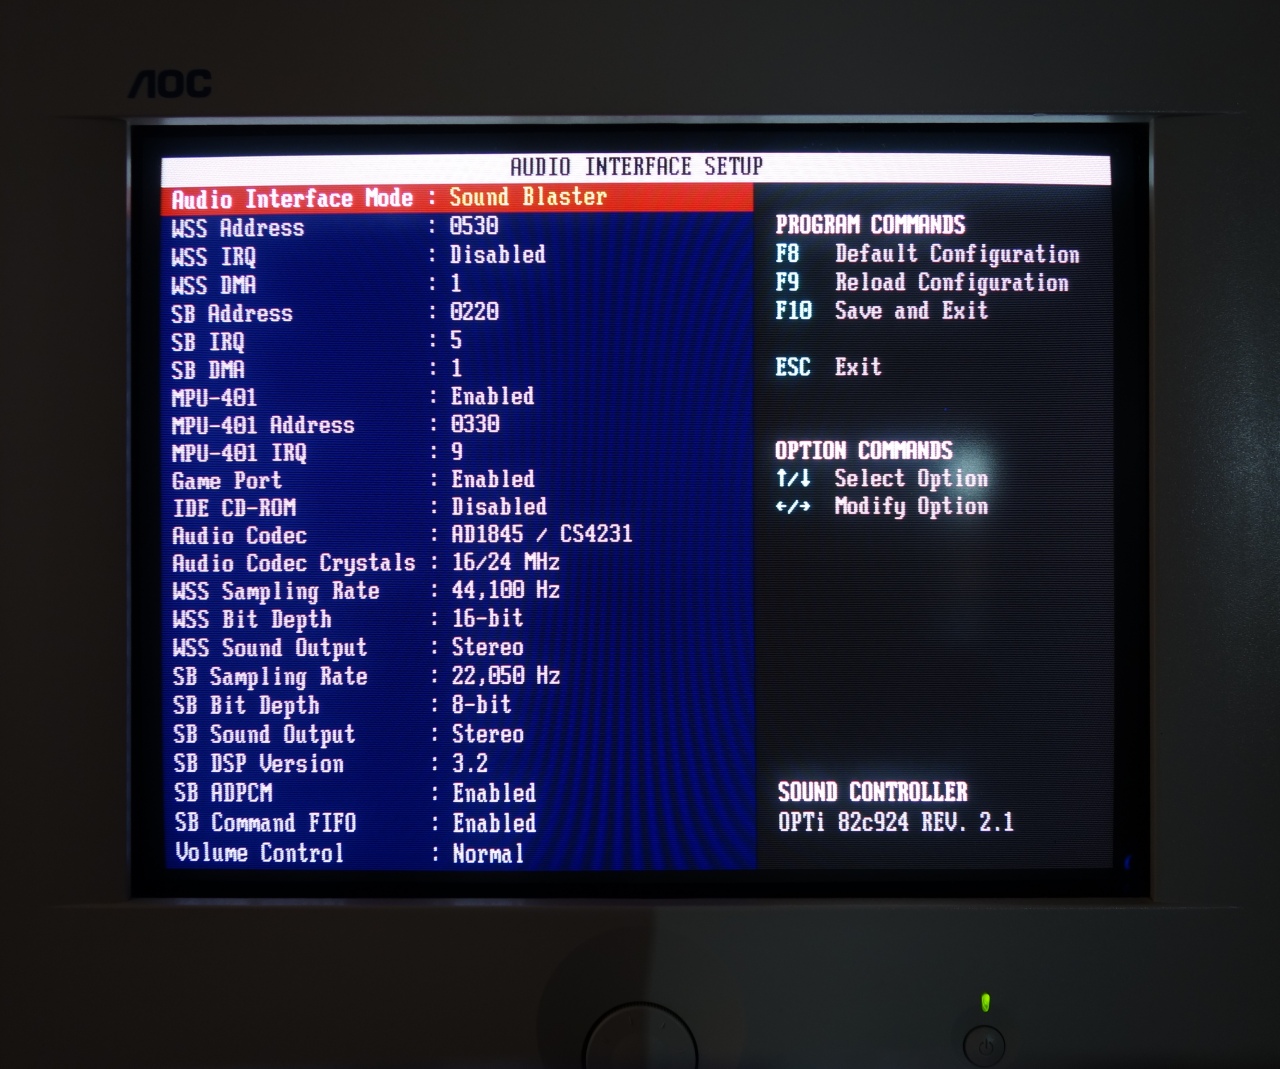 AOC
AUDIO INTERFACE SETUP
Audio Interface Mode : Sound Blaster
WSS Address : 0530
WSS IRQ : Disabled
WSS DMA : 1
SB Address : 0220
SB IRQ : 5
SB DMA : 1
MPU-401 : Enabled
MPU-401 Address : 0330
MPU-401 IRQ : 9
Game Port : Enabled
IDE CD-ROM : Disabled
Audio Codec : AD1845 / CS4231
Audio Codec Crystals : 16/24 MHz
WSS Sampling Rate : 44,100 Hz
WSS Bit Depth : 16-bit
WSS Sound Output : Stereo
SB Sampling Rate : 22,050 Hz
SB Bit Depth : 8-bit
SB Sound Output : Stereo
SB DSP Version : 3.2
SB ADPCM : Enabled
SB Command FIFO : Enabled
Volume Control : Normal
PROGRAM COMMANDS
F8 Default Configuration
F9 Reload Configuration
F10 Save and Exit
ESC Exit
OPTION COMMANDS
↑/↓ Select Option
←/→ Modify Option
SOUND CONTROLLER
OPTi 82c924 REV. 2.1